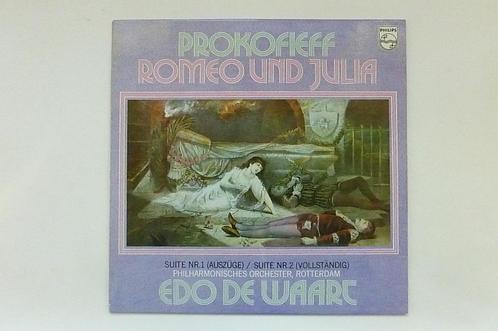 PROKOFIEFF
PHILIPS
ROMEO UND JULIA
SUITE NR.1 (AUSZÜGE) / SUITE NR.2 (VOLLSTÄNDIG)
PHILHARMONISCHES ORCHESTER, ROTTERDAM
EDO DE WAART